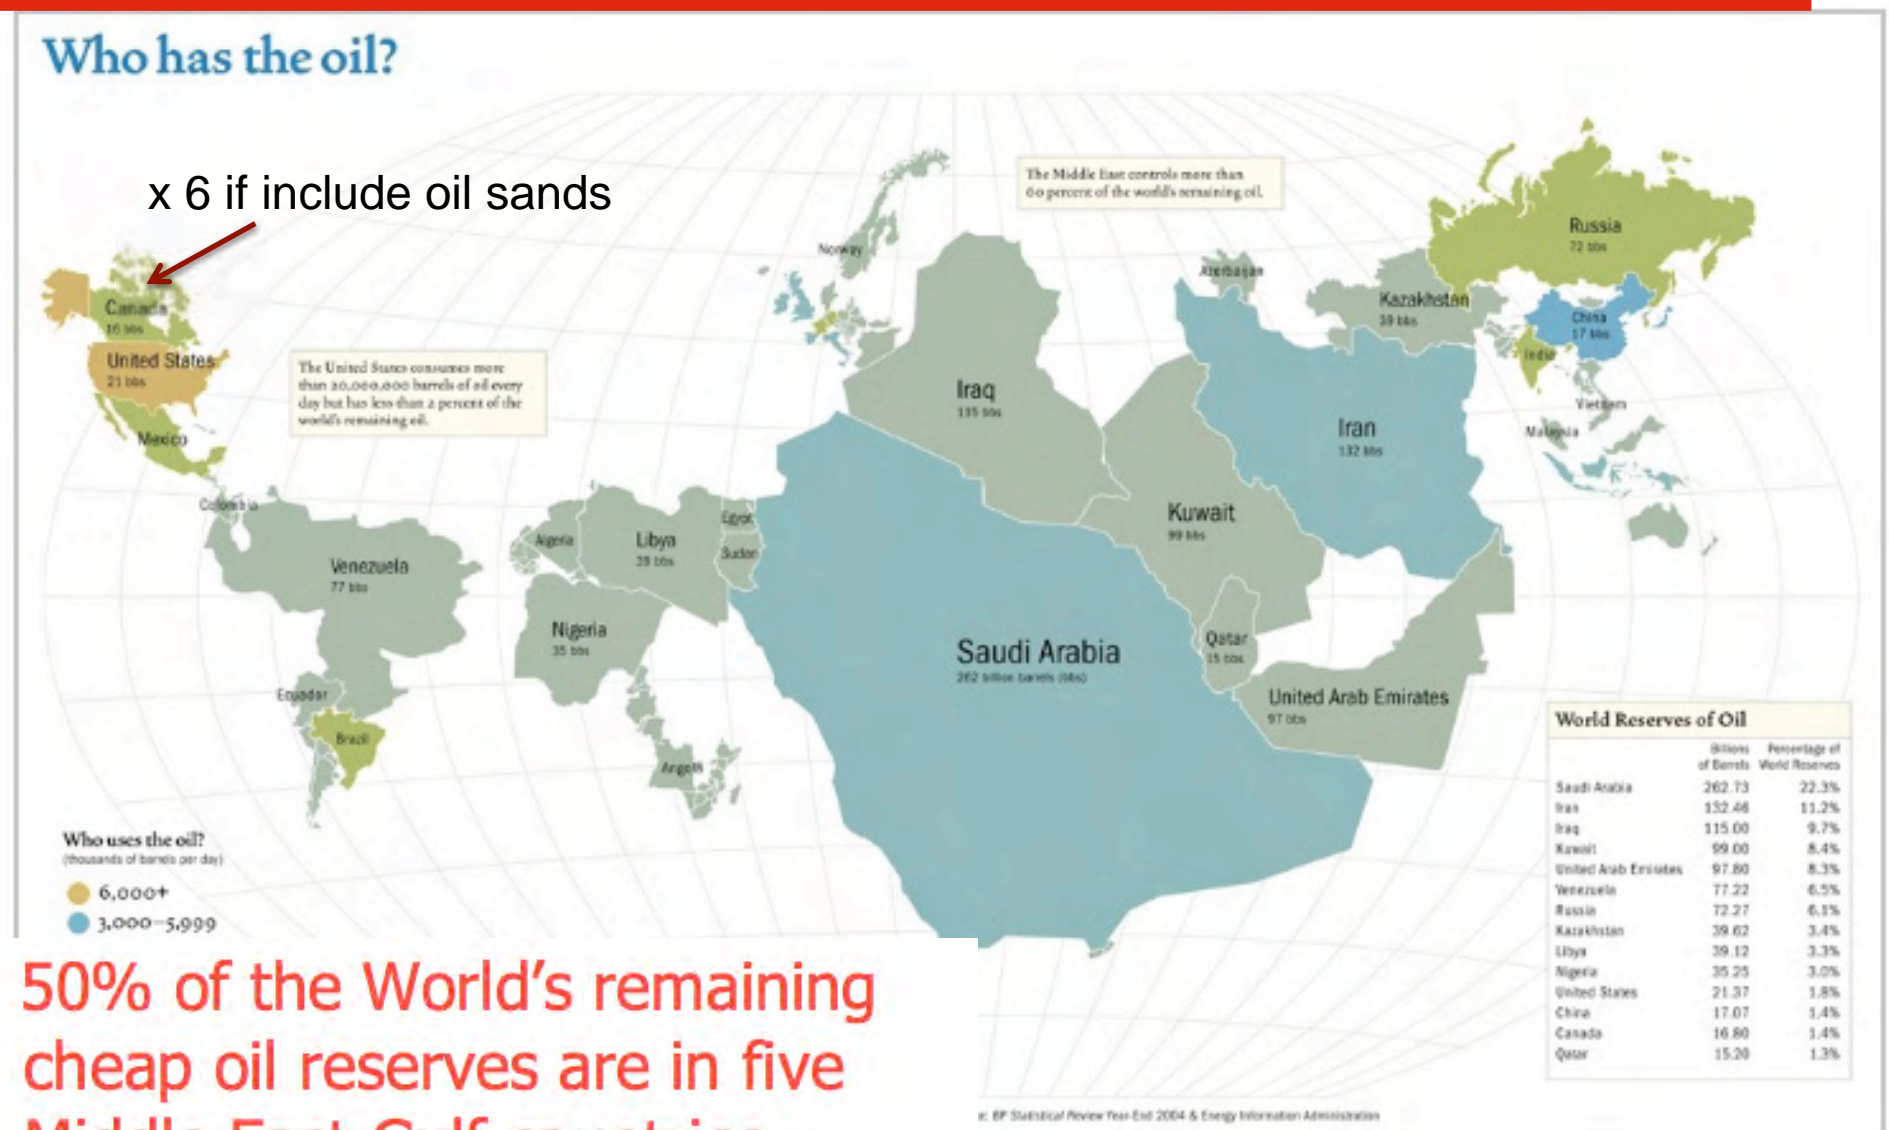 Who has the oil?
x 6 if include oil sands
The Middle East controls more than
60 percent of the world's remaining oil.
Norway
Azerbaijan
Russia
72 bbs
Kazakhstan
39 bbs
China
17 bbs
India
Vietnam
Malaysia
Canada
16 bbs
United States
21 bbs
Mexico
The United States consumes more
than 20,000,000 barrels of oil every
day but has less than 2 percent of the
world's remaining oil.
Iraq
115 bbs
Iran
132 bbs
Kuwait
99 bbs
Colombia
Venezuela
77 bbs
Algeria
Libya
39 bbs
Egypt
Sudan
Nigeria
35 bbs
Saudi Arabia
262 billion barrels (bbs)
Qatar
15 bbs
United Arab Emirates
97 bbs
Ecuador
Brazil
Angola
World Reserves of Oil
Billions Percentage of
of Barrels World Reserves
Saudi Arabia 262.73 22.3%
Iran 132.46 11.2%
Iraq 115.00 9.7%
Kuwait 99.00 8.4%
United Arab Emirates 97.80 8.3%
Venezuela 77.22 6.5%
Russia 72.27 6.1%
Kazakhstan 39.62 3.4%
Libya 39.12 3.3%
Nigeria 35.25 3.0%
United States 21.37 1.8%
China 17.07 1.4%
Canada 16.80 1.4%
Qatar 15.20 1.3%
Who uses the oil?
(thousands of barrels per day)
6,000+
3,000–5,999
50% of the World's remaining
cheap oil reserves are in five
Middle East Gulf countries
e: BP Statistical Review Year-End 2004 & Energy Information Administration